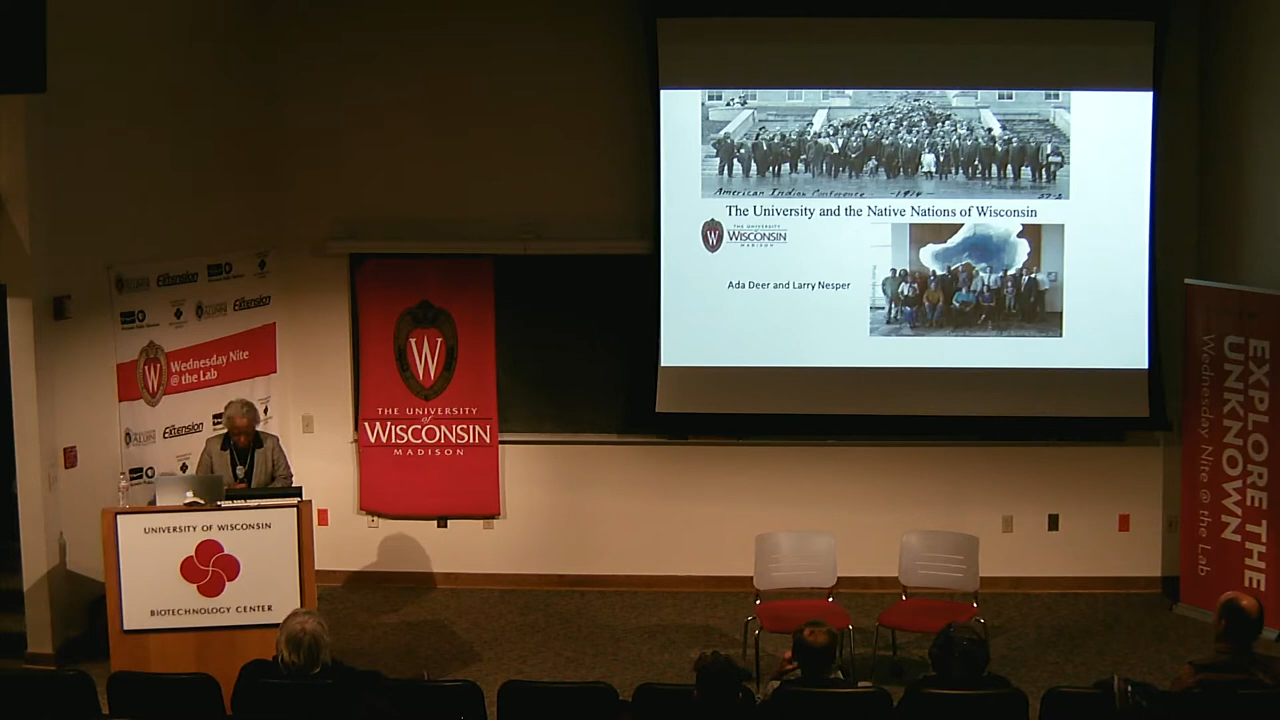 American Indian Conference - 1914 -
The University and the Native Nations of Wisconsin
THE UNIVERSITY
WISCONSIN
MADISON
Ada Deer and Larry Nesper
Extension
Extension
Wednesday Nite
@ the Lab
Extension
W
THE UNIVERSITY
of
WISCONSIN
MADISON
UNIVERSITY OF WISCONSIN
BIOTECHNOLOGY CENTER
EXPLORE THE
UNKNOWN
Wednesday Nite @ the Lab